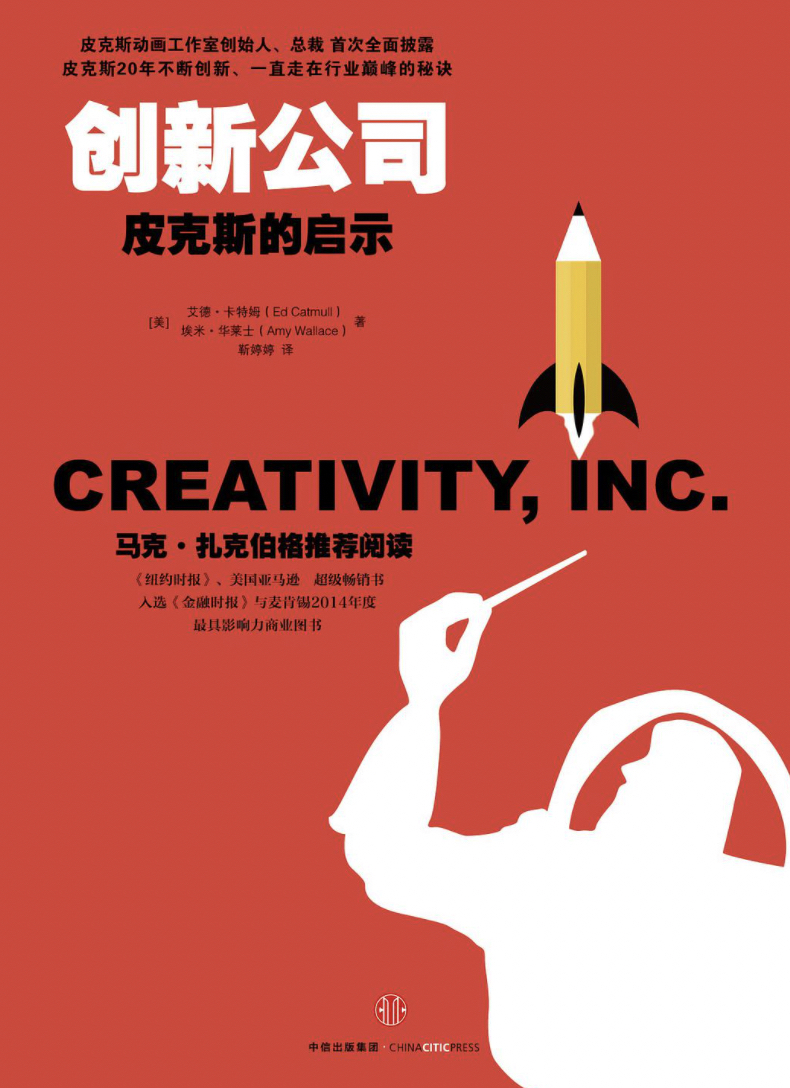 皮克斯动画工作室创始人、总裁 首次全面披露
皮克斯20年不断创新、一直走在行业巅峰的秘诀
创新公司
皮克斯的启示
[美] 艾德·卡特姆（Ed Catmull）
埃米·华莱士（Amy Wallace） 著
靳婷婷 译
CREATIVITY, INC.
马克·扎克伯格推荐阅读
《纽约时报》、美国亚马逊 超级畅销书
入选《金融时报》与麦肯锡2014年度
最具影响力商业图书
中信出版集团·CHINACITICPRESS